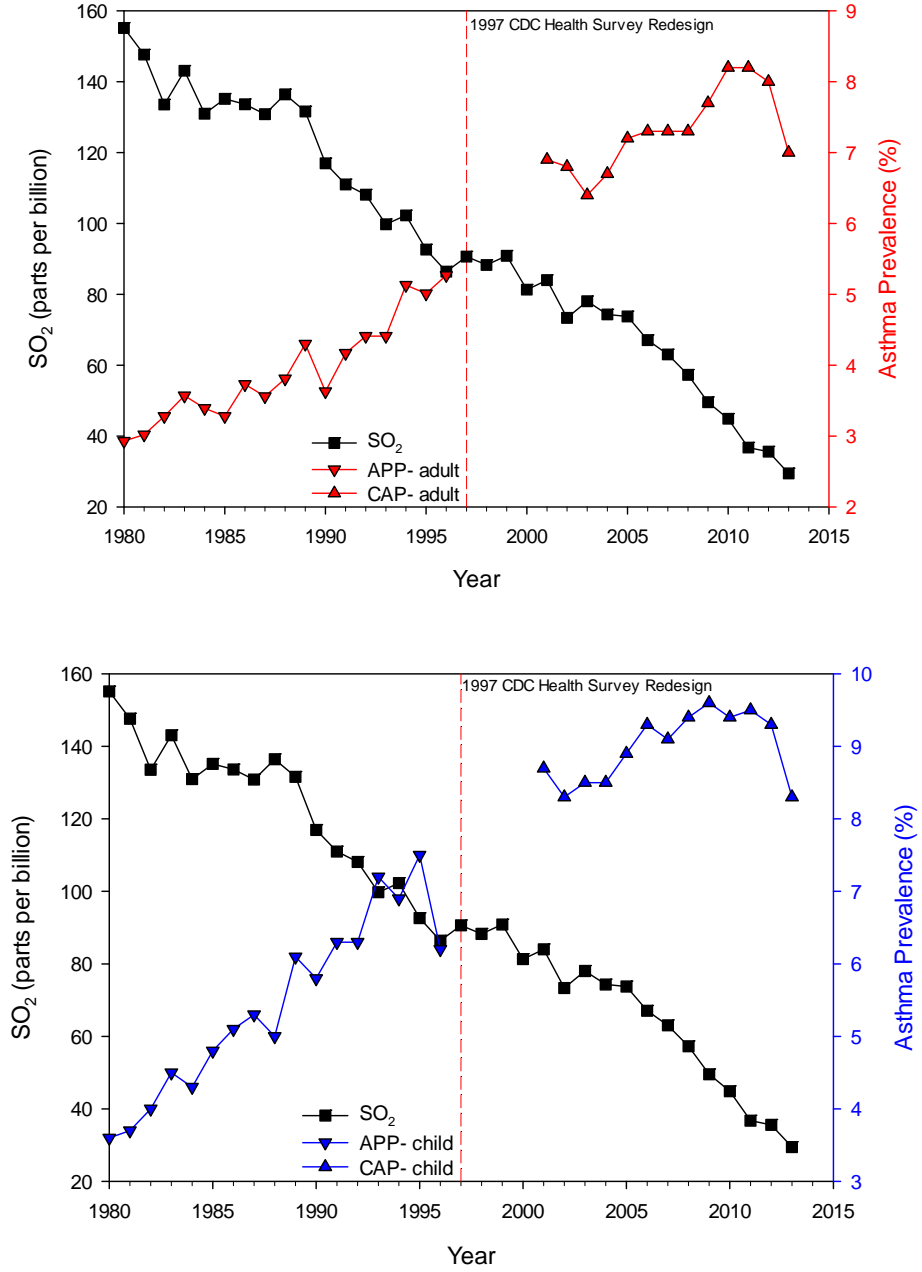 160
140
120
100
80
60
40
20
SO2 (parts per billion)
1997 CDC Health Survey Redesign
9
8
7
6
5
4
3
2
Asthma Prevalence (%)
SO2
APP- adult
CAP- adult
1980 1985 1990 1995 2000 2005 2010 2015
Year
160
140
120
100
80
60
40
20
SO2 (parts per billion)
1997 CDC Health Survey Redesign
10
9
8
7
6
5
4
3
Asthma Prevalence (%)
SO2
APP- child
CAP- child
1980 1985 1990 1995 2000 2005 2010 2015
Year